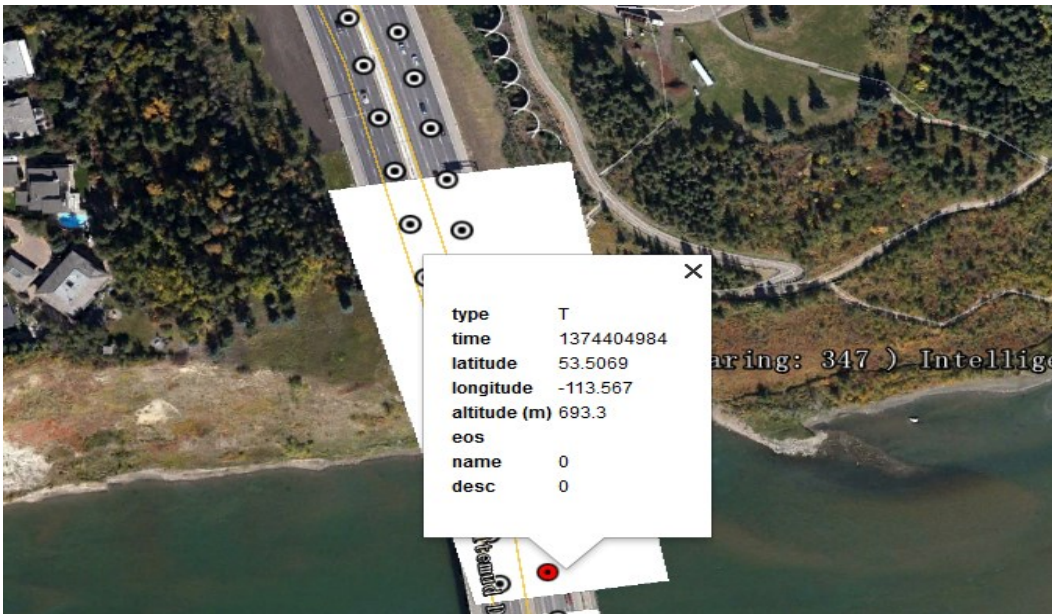 type T
time 1374404984
latitude 53.5069
longitude -113.567
altitude (m) 693.3
eos
name 0
desc 0
aring: 347 ) Intellige